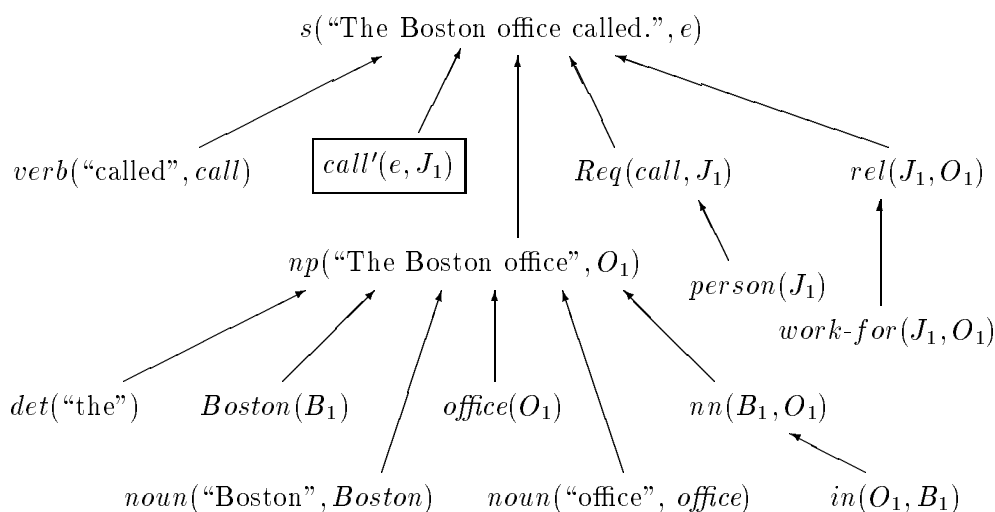 s(“The Boston office called.”, e)
verb(“called”, call) call′(e, J₁) Req(call, J₁) rel(J₁, O₁)
np(“The Boston office”, O₁)
person(J₁)
work-for(J₁, O₁)
det(“the”) Boston(B₁) office(O₁) nn(B₁, O₁)
noun(“Boston”, Boston) noun(“office”, office) in(O₁, B₁)